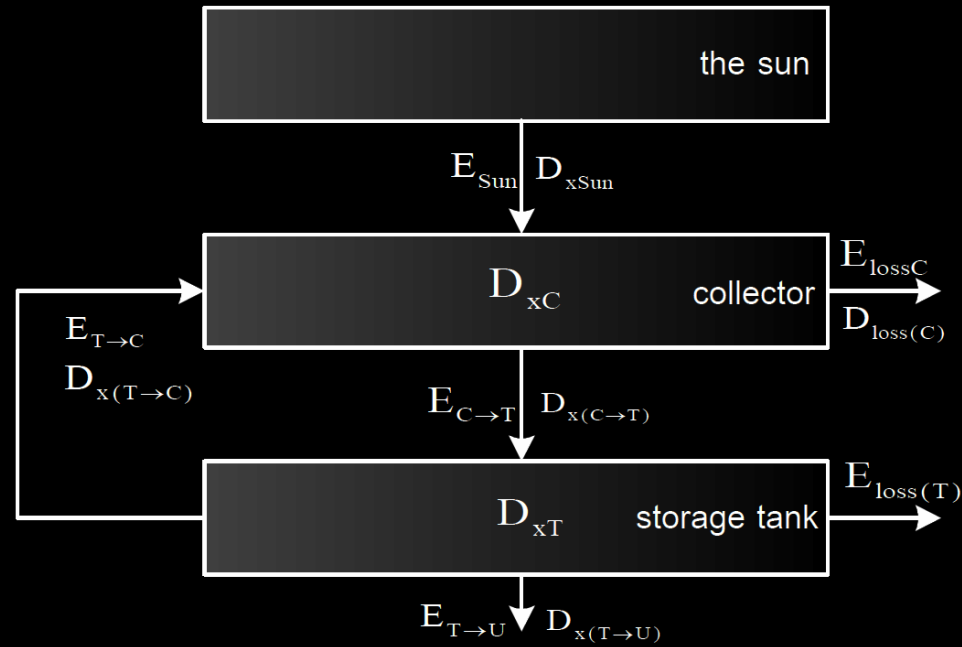 the sun
E_Sun D_xSun
D_xC collector
E_lossC
D_loss(C)
E_T→C
D_x(T→C)
E_C→T D_x(C→T)
D_xT storage tank
E_loss(T)
E_T→U D_x(T→U)